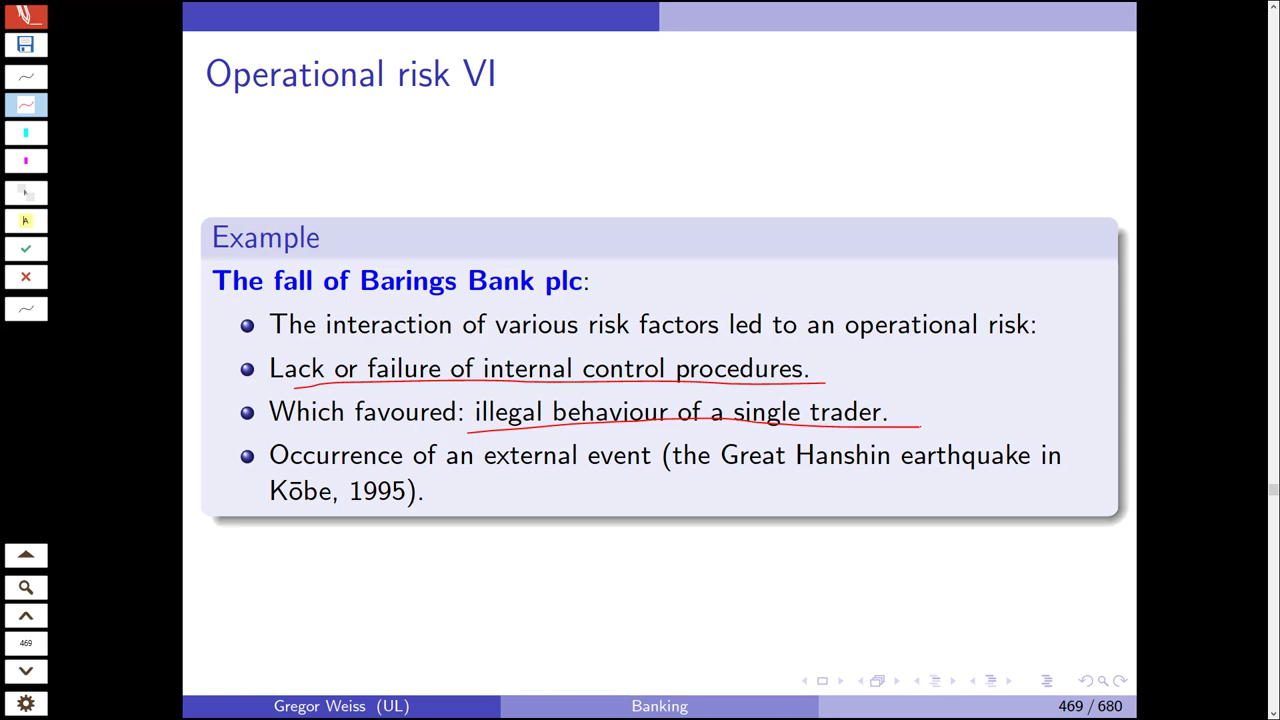 Operational risk VI
Example
The fall of Barings Bank plc:
The interaction of various risk factors led to an operational risk:
Lack or failure of internal control procedures.
Which favoured: illegal behaviour of a single trader.
Occurrence of an external event (the Great Hanshin earthquake in
Kōbe, 1995).
469
A
Gregor Weiss (UL) Banking 469 / 680